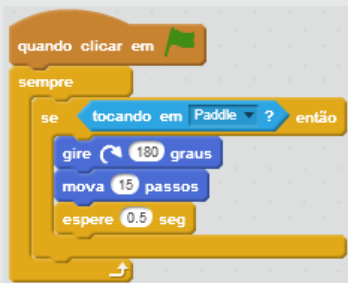 quando clicar em
sempre
se tocando em Paddle ? então
gire 180 graus
mova 15 passos
espere 0.5 seg